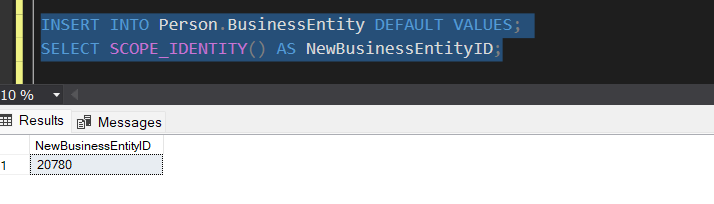 INSERT INTO Person.BusinessEntity DEFAULT VALUES;
SELECT SCOPE_IDENTITY() AS NewBusinessEntityID;
10 %
Results Messages
NewBusinessEntityID
1 20780